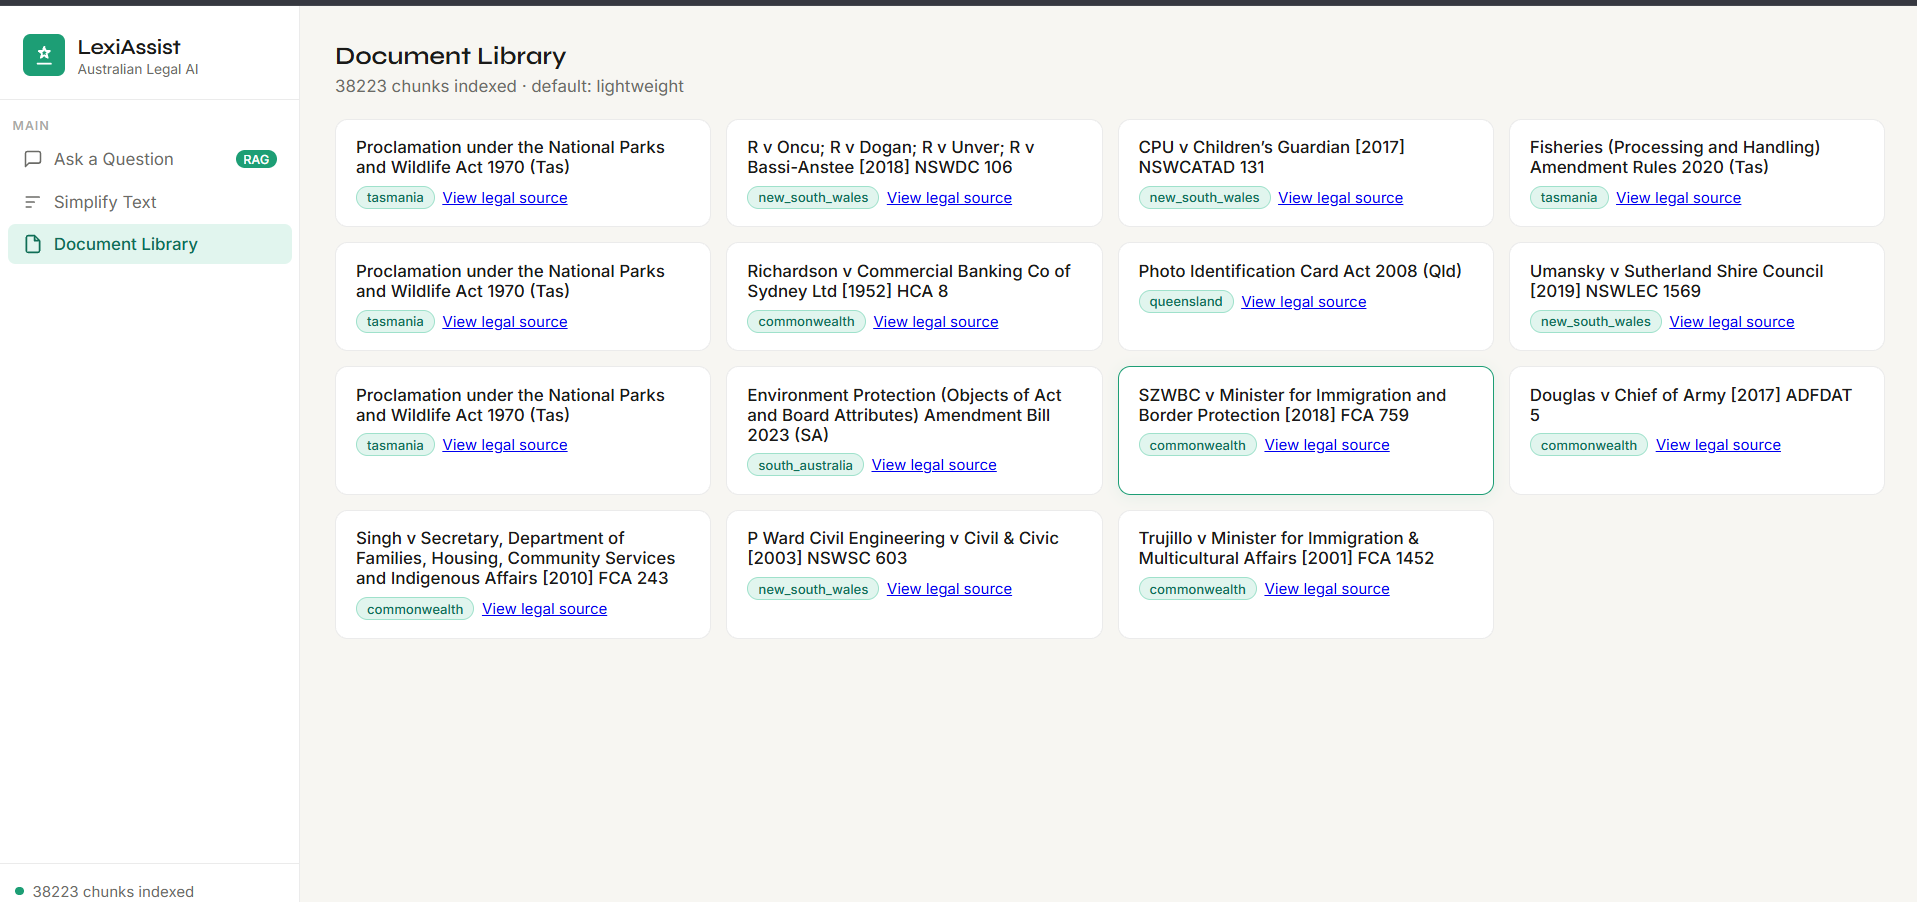 LexiAssist
Australian Legal AI
MAIN
Ask a Question
RAG
Simplify Text
Document Library
38223 chunks indexed
Document Library
38223 chunks indexed · default: lightweight
Proclamation under the National Parks
and Wildlife Act 1970 (Tas)
tasmania View legal source
R v Oncu; R v Dogan; R v Unver; R v
Bassi-Anstee [2018] NSWDC 106
new_south_wales View legal source
CPU v Children's Guardian [2017]
NSWCATAD 131
new_south_wales View legal source
Fisheries (Processing and Handling)
Amendment Rules 2020 (Tas)
tasmania View legal source
Proclamation under the National Parks
and Wildlife Act 1970 (Tas)
tasmania View legal source
Richardson v Commercial Banking Co of
Sydney Ltd [1952] HCA 8
commonwealth View legal source
Photo Identification Card Act 2008 (Qld)
queensland View legal source
Umansky v Sutherland Shire Council
[2019] NSWLEC 1569
new_south_wales View legal source
Proclamation under the National Parks
and Wildlife Act 1970 (Tas)
tasmania View legal source
Environment Protection (Objects of Act
and Board Attributes) Amendment Bill
2023 (SA)
south_australia View legal source
SZWBC v Minister for Immigration and
Border Protection [2018] FCA 759
commonwealth View legal source
Douglas v Chief of Army [2017] ADFDAT
5
commonwealth View legal source
Singh v Secretary, Department of
Families, Housing, Community Services
and Indigenous Affairs [2010] FCA 243
commonwealth View legal source
P Ward Civil Engineering v Civil & Civic
[2003] NSWSC 603
new_south_wales View legal source
Trujillo v Minister for Immigration &
Multicultural Affairs [2001] FCA 1452
commonwealth View legal source